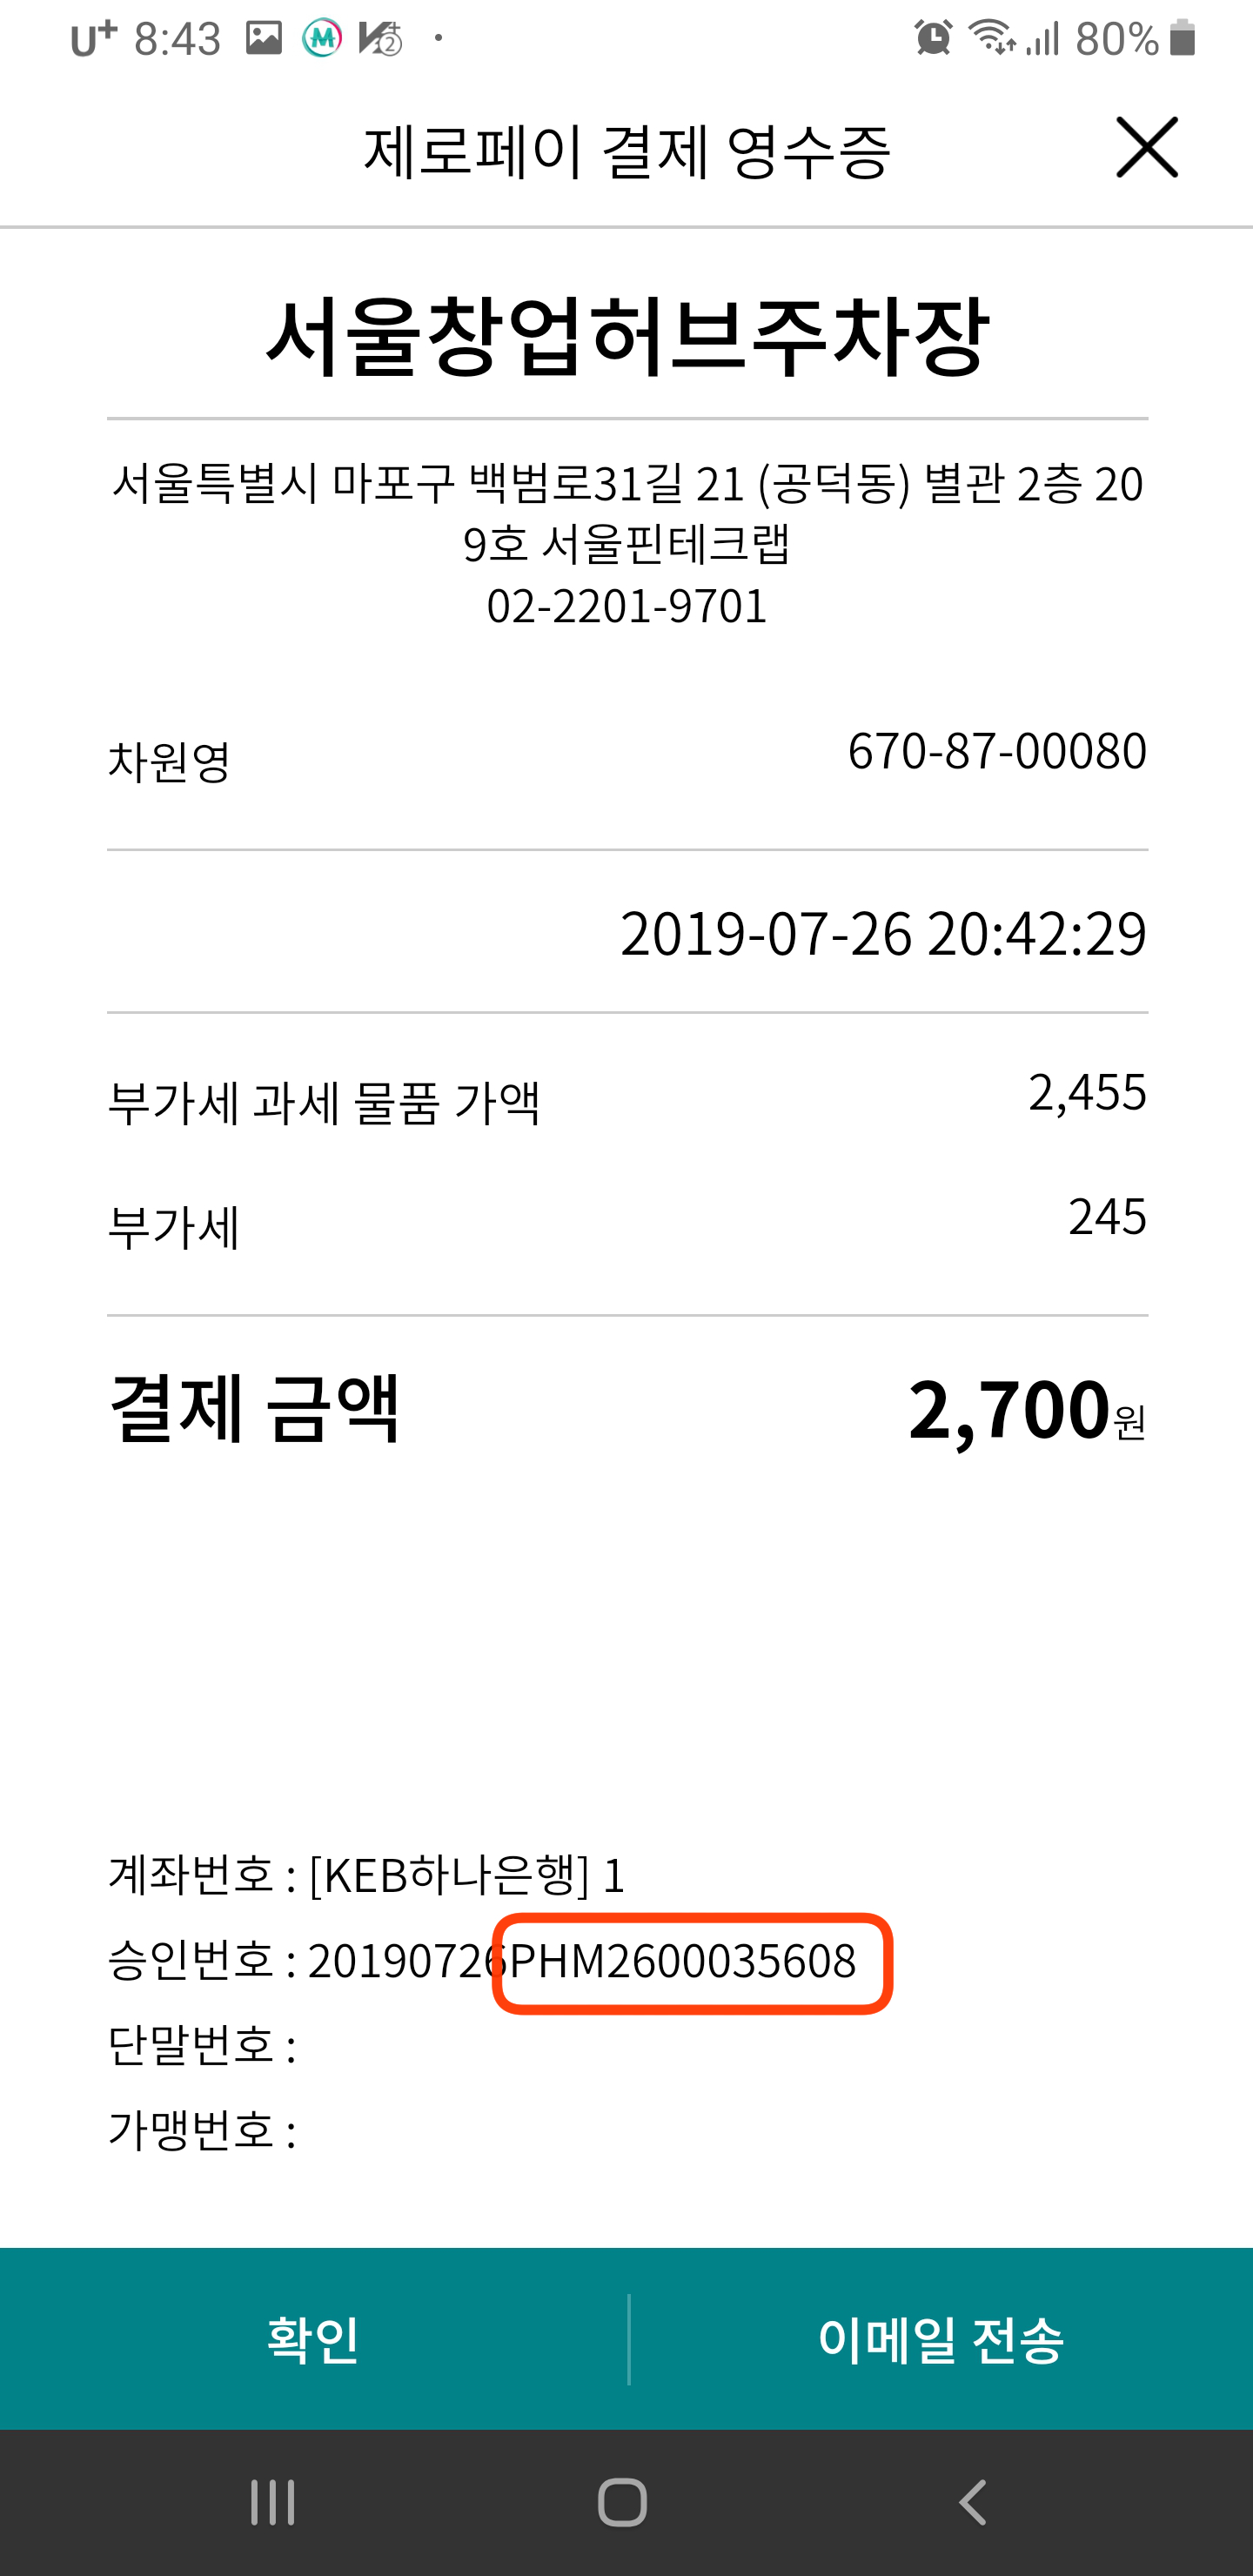 U+ 8:43 80%
제로페이 결제 영수증
서울창업허브주차장
서울특별시 마포구 백범로31길 21 (공덕동) 별관 2층 20
9호 서울핀테크랩
02-2201-9701
차원영 670-87-00080
2019-07-26 20:42:29
부가세 과세 물품 가액 2,455
부가세 245
결제 금액 2,700원
계좌번호 : [KEB하나은행] 1
승인번호 : 20190726PHM2600035608
단말번호 :
가맹번호 :
확인 이메일 전송